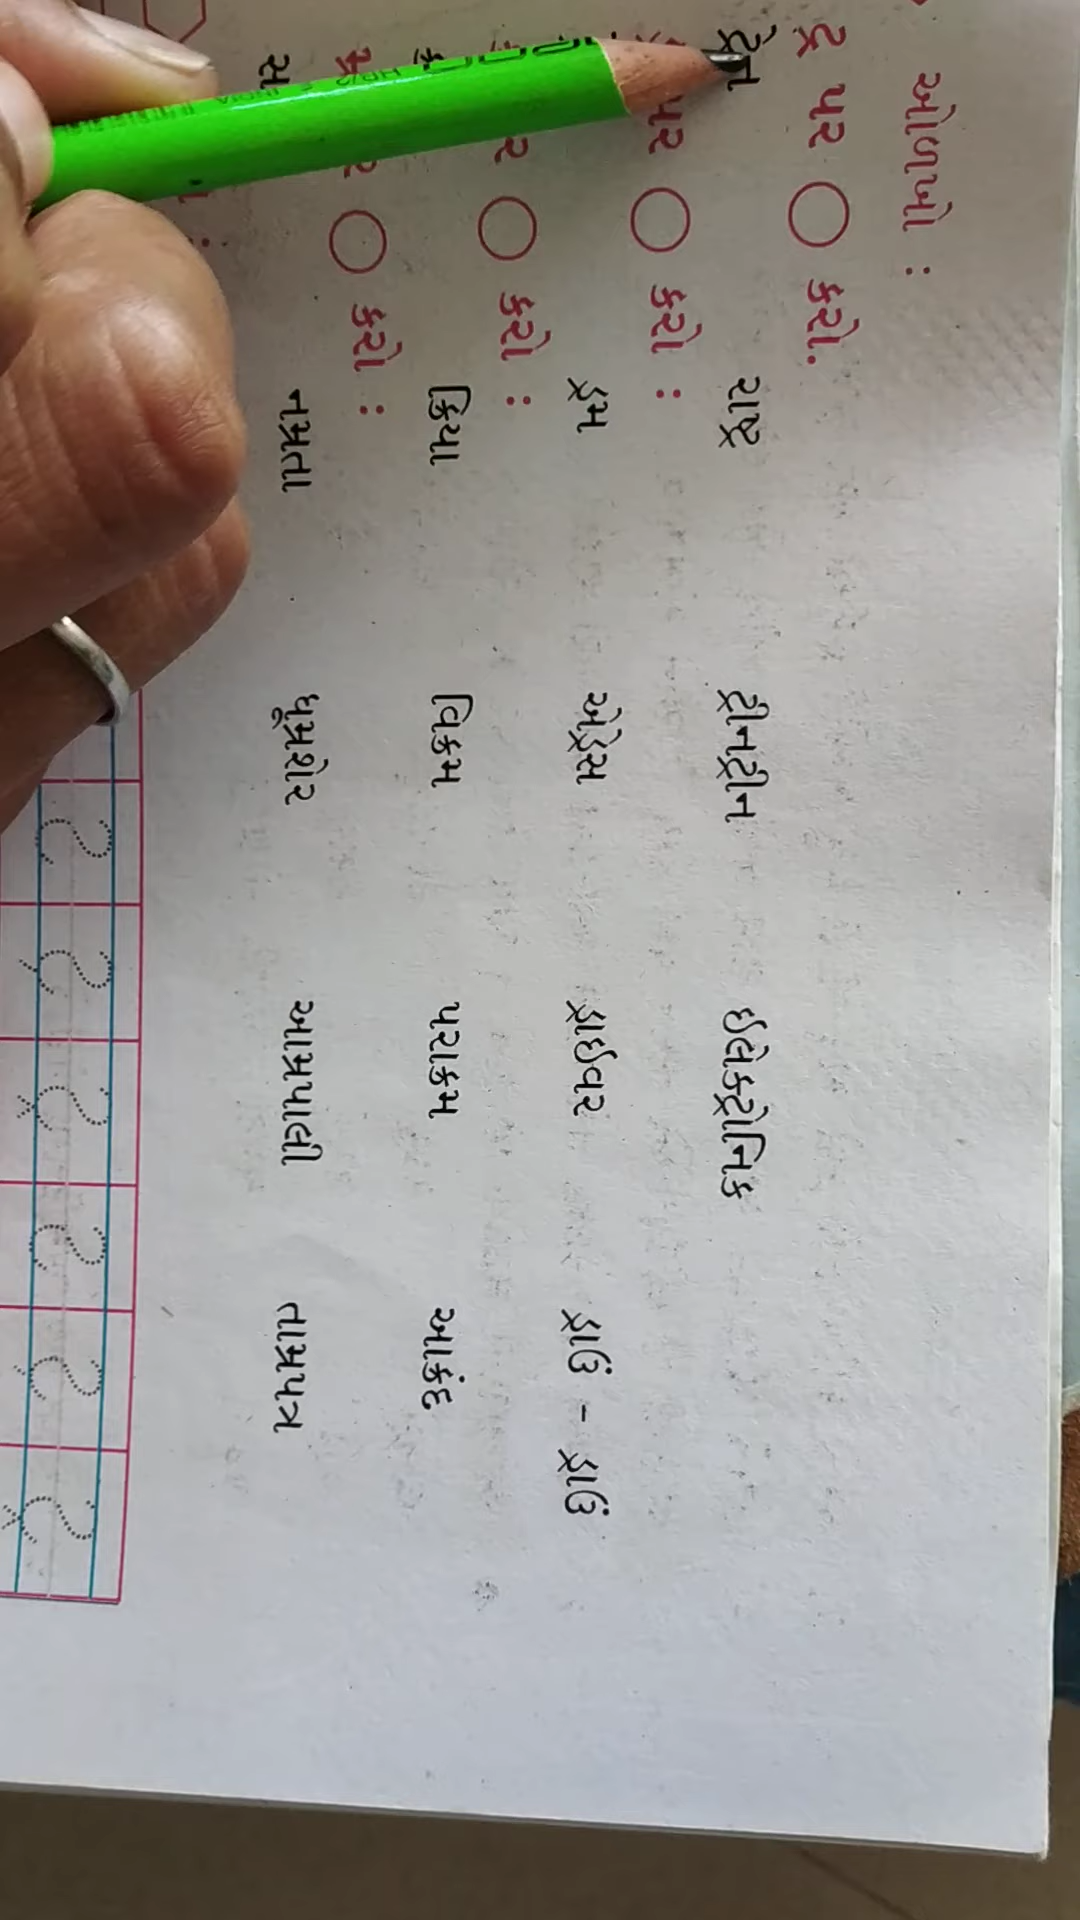 ઓળખો :
ટ્ર પર ○ કરો.
ટ્રેન રાષ્ટ્ર ટ્રીનટ્રીન ઇલેક્ટ્રોનિક
પર ○ કરો :
ડ્રમ એડ્રેસ ડ્રાઇવર ડ્રાઉં - ડ્રાઉં
○ કરો :
ક્રિયા વિક્રમ પરાક્રમ આક્રંદ
○ કરો :
નમ્રતા ધૂમ્રશેર આમ્રપાલી તામ્રપત્ર